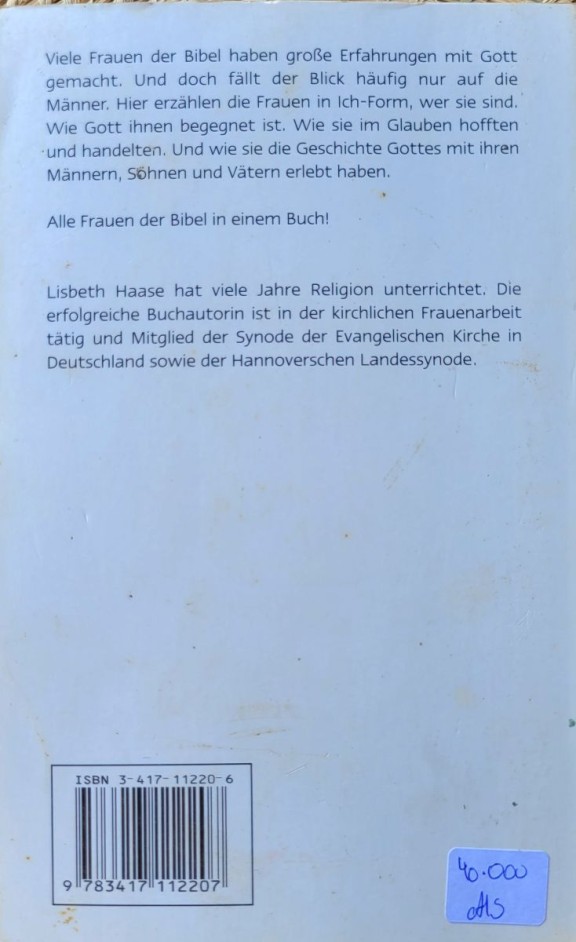 Viele Frauen der Bibel haben große Erfahrungen mit Gott
gemacht. Und doch fällt der Blick häufig nur auf die
Männer. Hier erzählen die Frauen in Ich-Form, wer sie sind.
Wie Gott ihnen begegnet ist. Wie sie im Glauben hofften
und handelten. Und wie sie die Geschichte Gottes mit ihren
Männern, Söhnen und Vätern erlebt haben.
Alle Frauen der Bibel in einem Buch!
Lisbeth Haase hat viele Jahre Religion unterrichtet. Die
erfolgreiche Buchautorin ist in der kirchlichen Frauenarbeit
tätig und Mitglied der Synode der Evangelischen Kirche in
Deutschland sowie der Hannoverschen Landessynode.
ISBN 3-417-11220-6
9 783417 112207
40.000